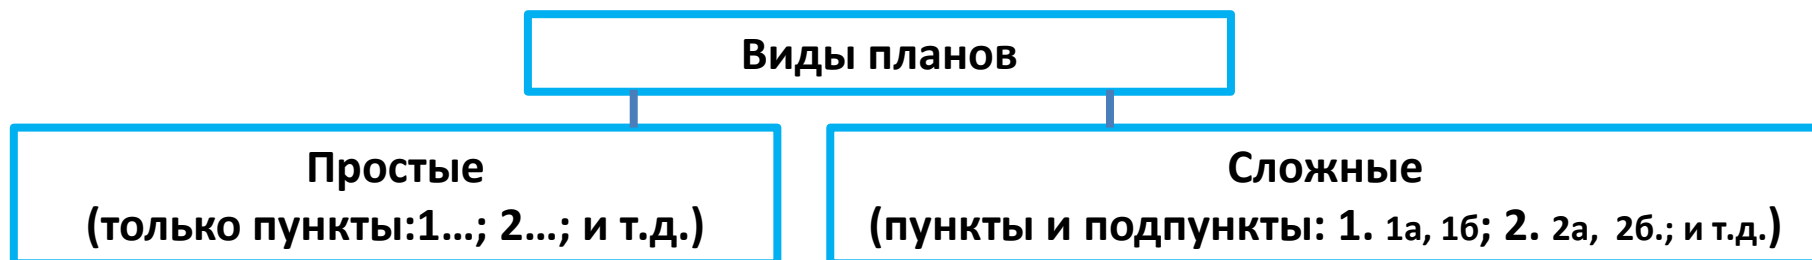 Виды планов
Простые
(только пункты:1...; 2...; и т.д.)
Сложные
(пункты и подпункты: 1. 1а, 1б; 2. 2а, 2б.; и т.д.)